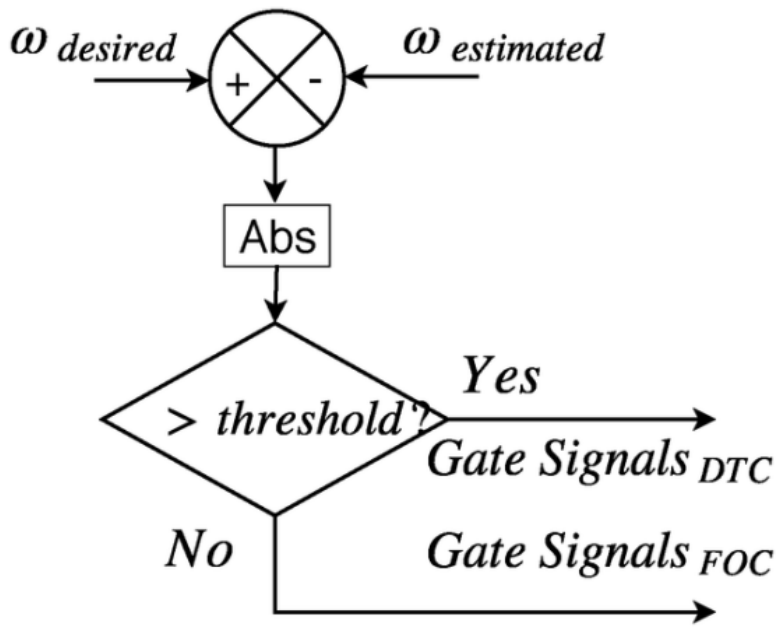 ω desired
ω estimated
+ -
Abs
> threshold ?
Yes
Gate Signals DTC
No
Gate Signals FOC